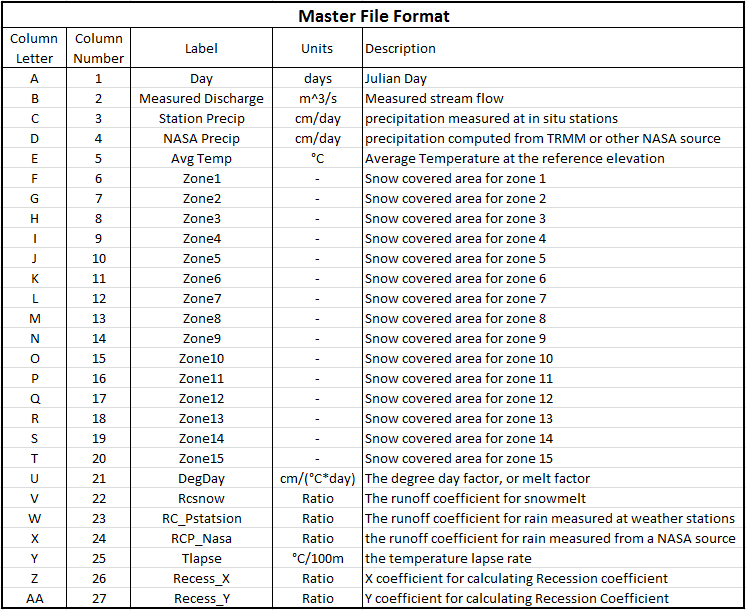 Master File Format
Column Letter Column Number Label Units Description
A 1 Day days Julian Day
B 2 Measured Discharge m^3/s Measured stream flow
C 3 Station Precip cm/day precipitation measured at in situ stations
D 4 NASA Precip cm/day precipitation computed from TRMM or other NASA source
E 5 Avg Temp °C Average Temperature at the reference elevation
F 6 Zone1 - Snow covered area for zone 1
G 7 Zone2 - Snow covered area for zone 2
H 8 Zone3 - Snow covered area for zone 3
I 9 Zone4 - Snow covered area for zone 4
J 10 Zone5 - Snow covered area for zone 5
K 11 Zone6 - Snow covered area for zone 6
L 12 Zone7 - Snow covered area for zone 7
M 13 Zone8 - Snow covered area for zone 8
N 14 Zone9 - Snow covered area for zone 9
O 15 Zone10 - Snow covered area for zone 10
P 16 Zone11 - Snow covered area for zone 11
Q 17 Zone12 - Snow covered area for zone 12
R 18 Zone13 - Snow covered area for zone 13
S 19 Zone14 - Snow covered area for zone 14
T 20 Zone15 - Snow covered area for zone 15
U 21 DegDay cm/(°C*day) The degree day factor, or melt factor
V 22 Rcsnow Ratio The runoff coefficient for snowmelt
W 23 RC_Pstatsion Ratio The runoff coefficient for rain measured at weather stations
X 24 RCP_Nasa Ratio the runoff coefficient for rain measured from a NASA source
Y 25 Tlapse °C/100m the temperature lapse rate
Z 26 Recess_X Ratio X coefficient for calculating Recession coefficient
AA 27 Recess_Y Ratio Y coefficient for calculating Recession Coefficient